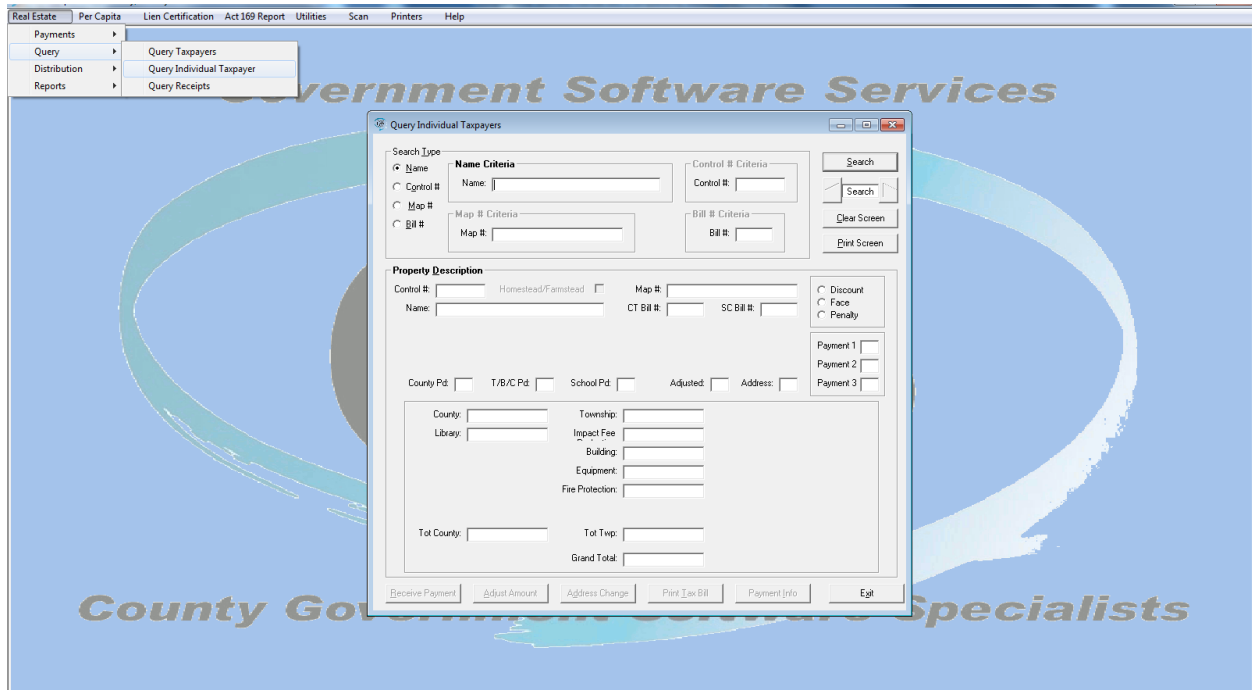 Real Estate Per Capita Lien Certification Act 169 Report Utilities Scan Printers Help
Payments
Query
Distribution
Reports
Query Taxpayers
Query Individual Taxpayer
Query Receipts
Government Software Services
Query Individual Taxpayers
Search Type
Name
Control #
Map #
Bill #
Name Criteria
Name:
Control # Criteria
Control #:
Map # Criteria
Map #:
Bill # Criteria
Bill #:
Search
Search
Clear Screen
Print Screen
Property Description
Control #: Homestead/Farmstead Map #:
Name: CT Bill #: SC Bill #:
Discount
Face
Penalty
Payment 1
Payment 2
Payment 3
County Pd: T/B/C Pd: School Pd: Adjusted: Address:
County: Township:
Library: Impact Fee
Building:
Equipment:
Fire Protection:
Tot County: Tot Twp:
Grand Total:
Receive Payment Adjust Amount Address Change Print Tax Bill Payment Info Exit
County Gov Specialists